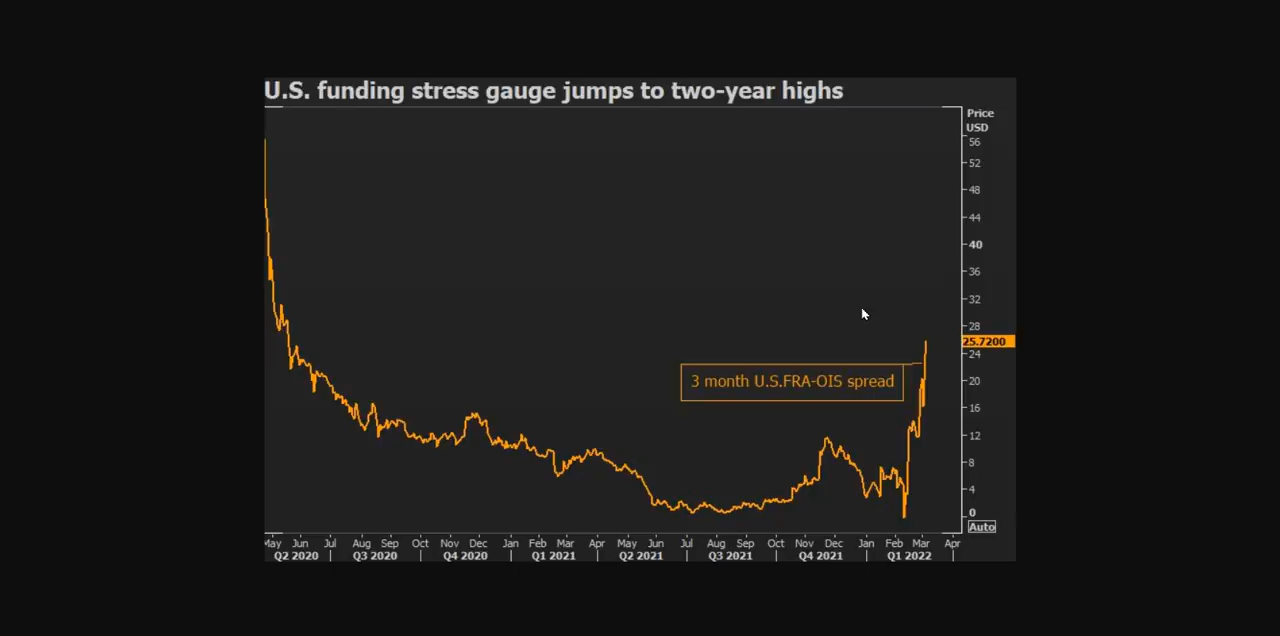 U.S. funding stress gauge jumps to two-year highs
Price
USD
56
52
48
44
40
36
32
28
25.7200
24
20
16
12
8
4
0
Auto
3 month U.S.FRA-OIS spread
May Jun Jul Aug Sep Oct Nov Dec Jan Feb Mar Apr May Jun Jul Aug Sep Oct Nov Dec Jan Feb Mar Apr
Q2 2020 Q3 2020 Q4 2020 Q1 2021 Q2 2021 Q3 2021 Q4 2021 Q1 2022